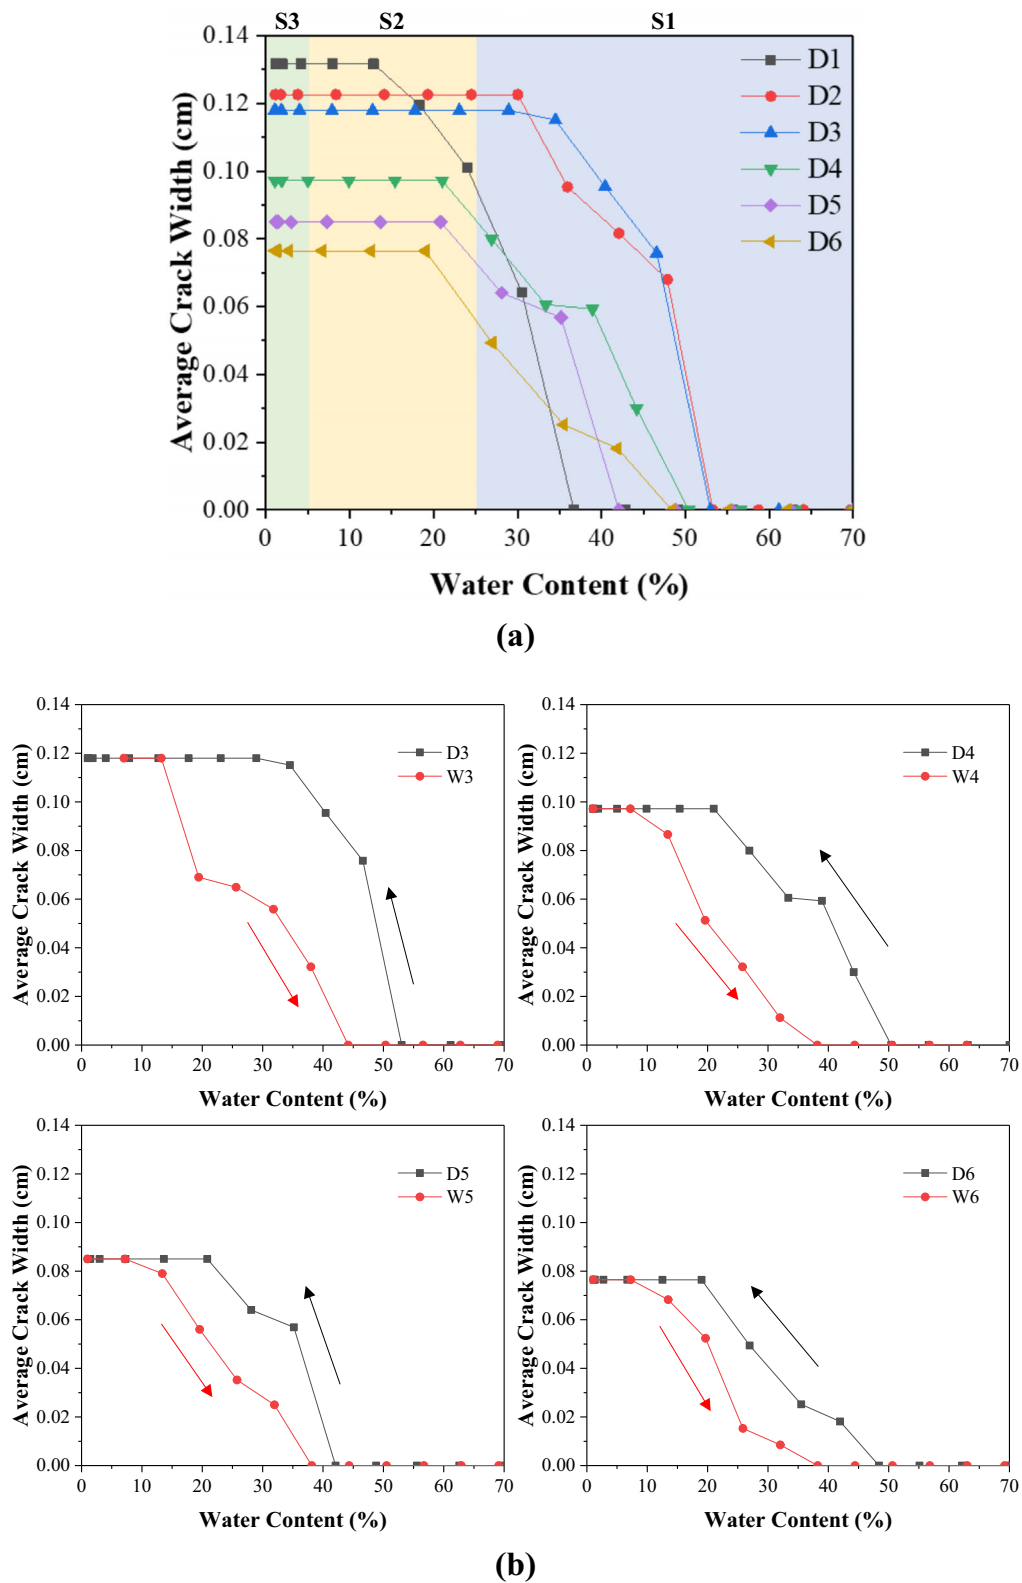 S3 S2 S1
0.14
0.12
0.10
0.08
0.06
0.04
0.02
0.00
Average Crack Width (cm)
D1
D2
D3
D4
D5
D6
0 10 20 30 40 50 60 70
Water Content (%)
(a)
0.14
0.12
0.10
0.08
0.06
0.04
0.02
0.00
Average Crack Width (cm)
D3
W3
0 10 20 30 40 50 60 70
Water Content (%)
0.14
0.12
0.10
0.08
0.06
0.04
0.02
0.00
Average Crack Width (cm)
D4
W4
0 10 20 30 40 50 60 70
Water Content (%)
0.14
0.12
0.10
0.08
0.06
0.04
0.02
0.00
Average Crack Width (cm)
D5
W5
0 10 20 30 40 50 60 70
Water Content (%)
0.14
0.12
0.10
0.08
0.06
0.04
0.02
0.00
Average Crack Width (cm)
D6
W6
0 10 20 30 40 50 60 70
Water Content (%)
(b)